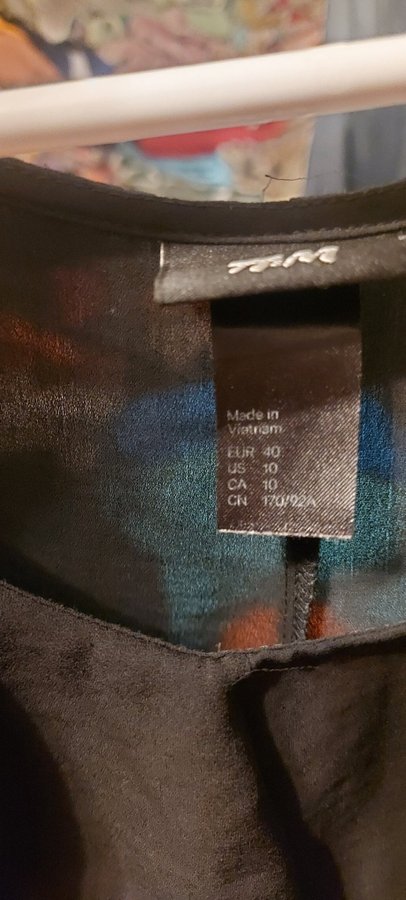 Made in
Vietnam
EUR 40
US 10
CA 10
CN 170/92A